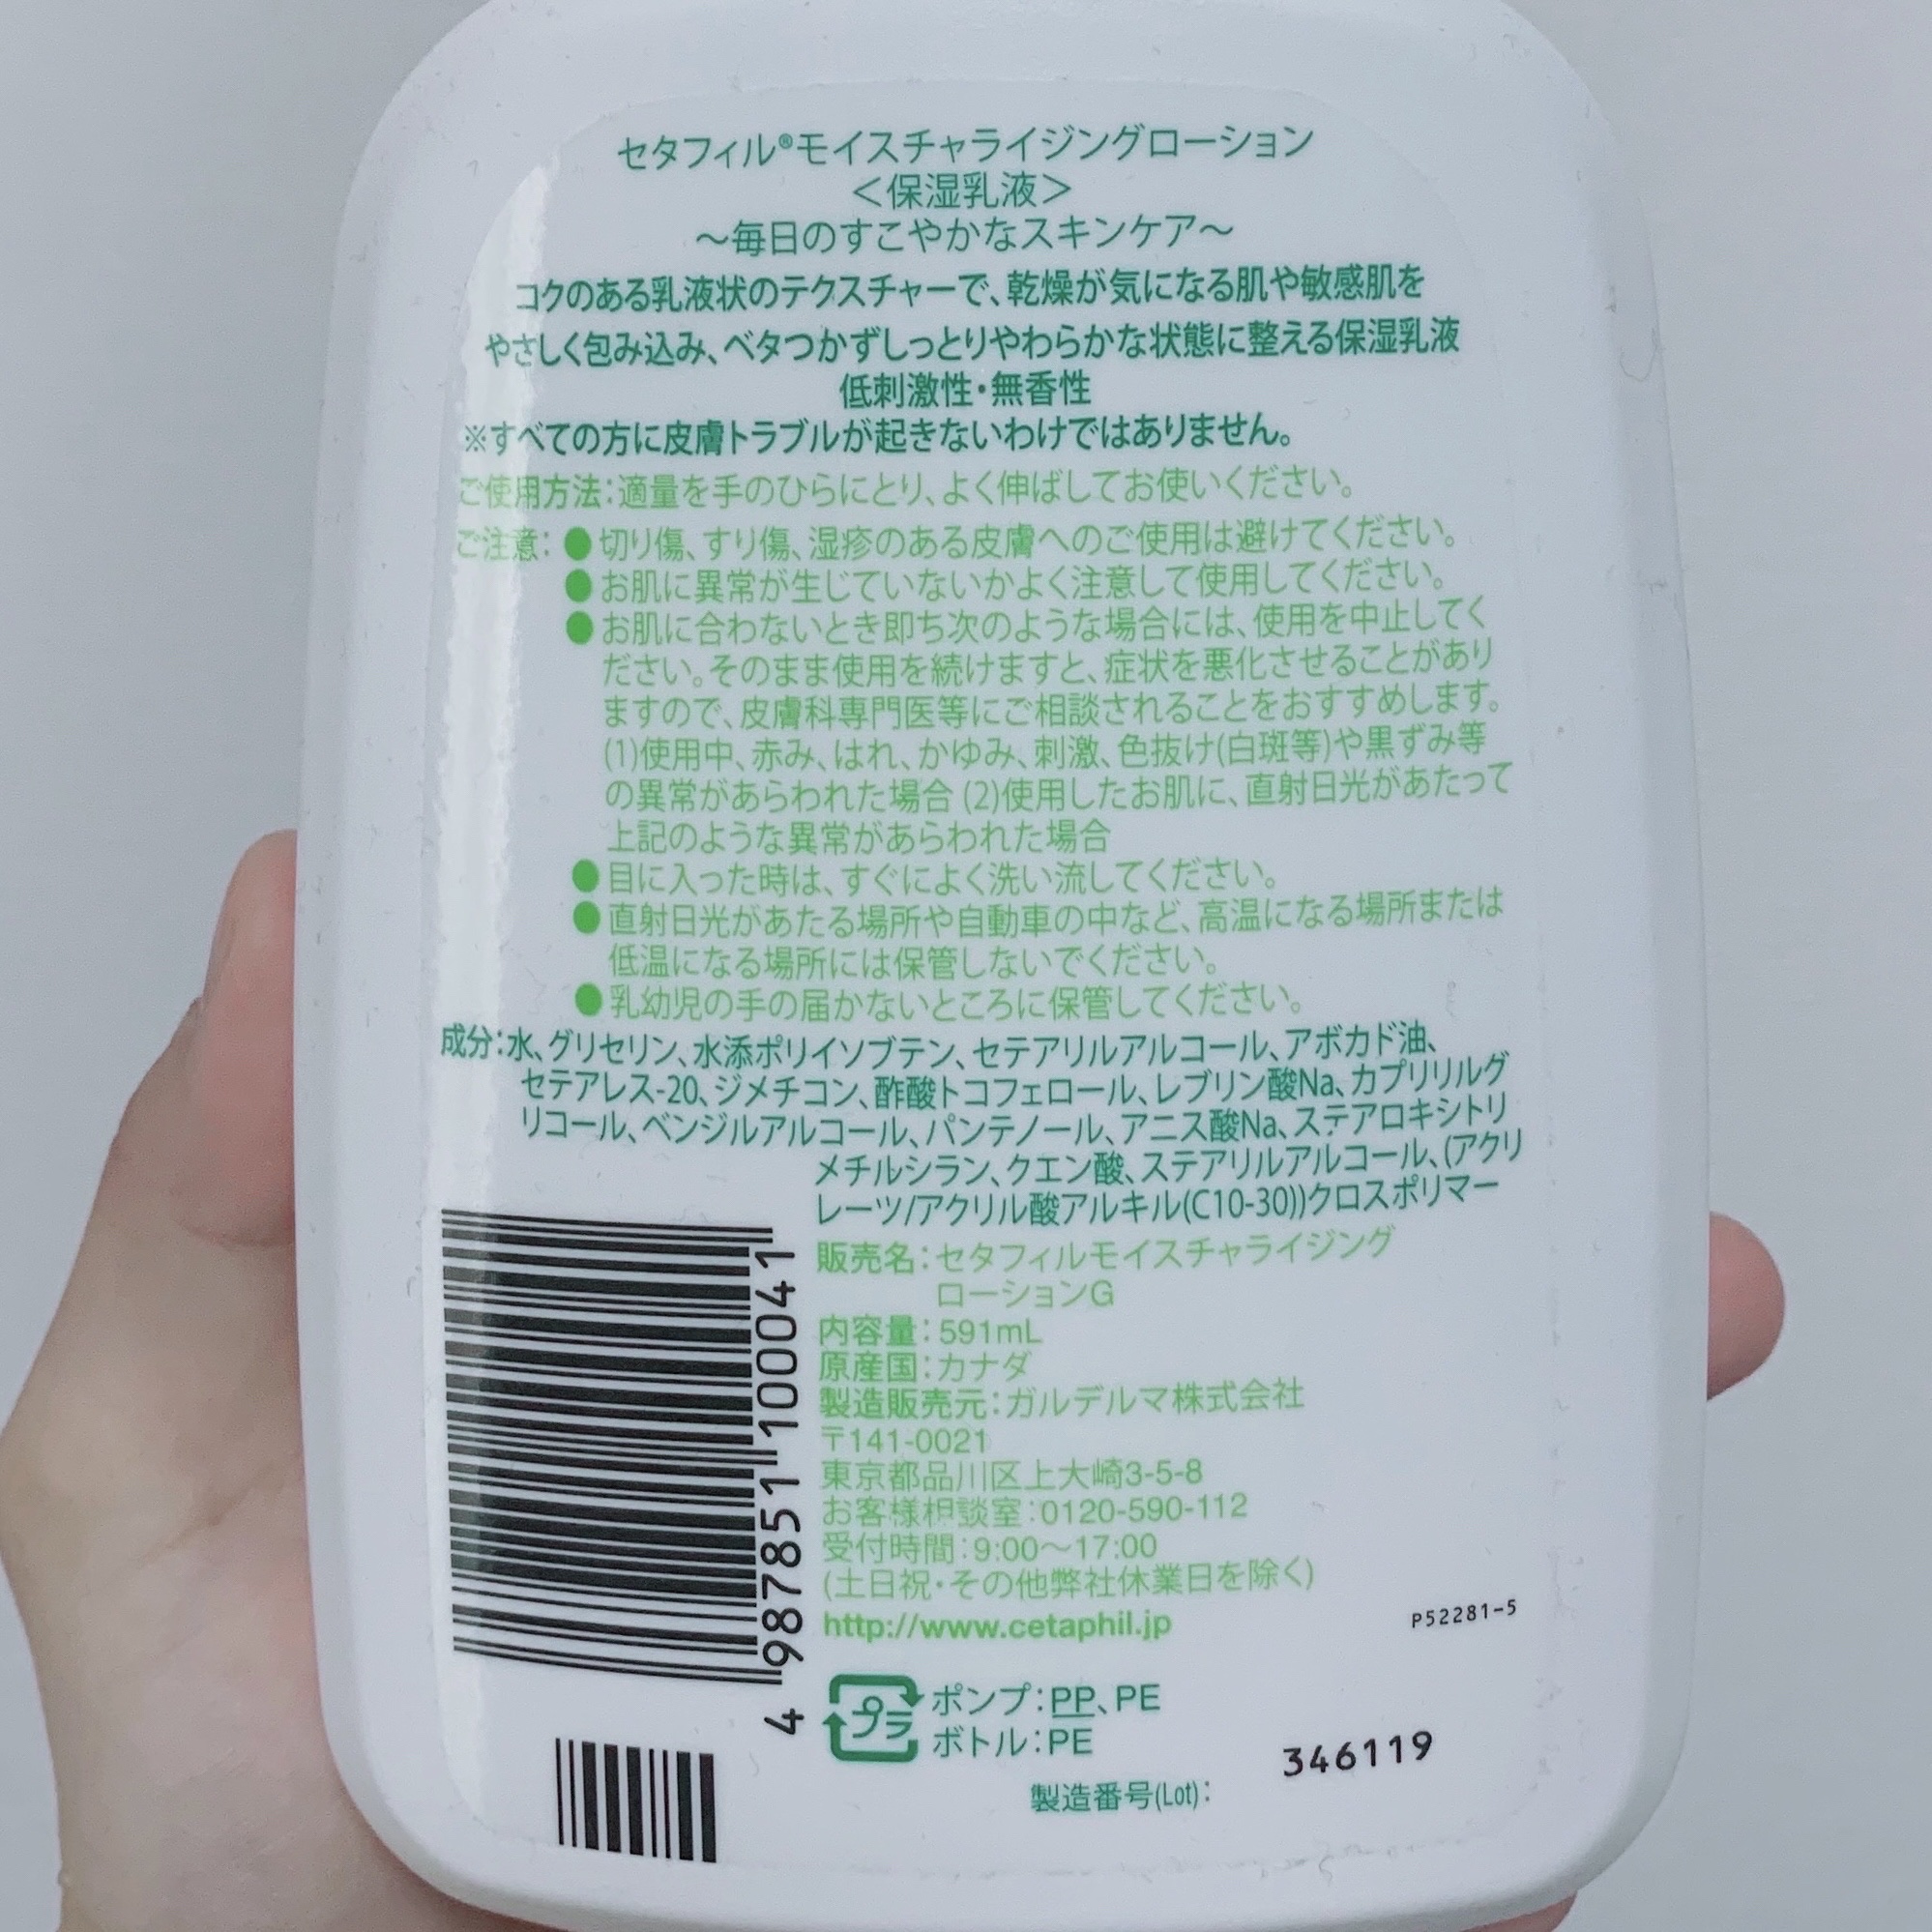 セタフィル®モイスチャライジングローション
＜保湿乳液＞
～毎日のすこやかなスキンケア～
コクのある乳液状のテクスチャーで、乾燥が気になる肌や敏感肌を
やさしく包み込み、ベタつかずしっとりやわらかな状態に整える保湿乳液
低刺激性・無香性
※すべての方に皮膚トラブルが起きないわけではありません。
ご使用方法：適量を手のひらにとり、よく伸ばしてお使いください。
ご注意：●切り傷、すり傷、湿疹のある皮膚へのご使用は避けてください。
●お肌に異常が生じていないかよく注意して使用してください。
●お肌に合わないとき即ち次のような場合には、使用を中止してく
ださい。そのまま使用を続けますと、症状を悪化させることがあり
ますので、皮膚科専門医等にご相談されることをおすすめします。
(1)使用中、赤み、はれ、かゆみ、刺激、色抜け(白斑等)や黒ずみ等
の異常があらわれた場合 (2)使用したお肌に、直射日光があたって
上記のような異常があらわれた場合
●目に入った時は、すぐによく洗い流してください。
●直射日光があたる場所や自動車の中など、高温になる場所または
低温になる場所には保管しないでください。
●乳幼児の手の届かないところに保管してください。
成分：水、グリセリン、水添ポリイソブテン、セテアリルアルコール、アボカド油、
セテアレス-20、ジメチコン、酢酸トコフェロール、レブリン酸Na、カプリリルグ
リコール、ベンジルアルコール、パンテノール、アニス酸Na、ステアロキシトリ
メチルシラン、クエン酸、ステアリルアルコール、(アクリ
レーツ/アクリル酸アルキル(C10-30))クロスポリマー
販売名：セタフィルモイスチャライジング
ローションG
内容量：591mL
原産国：カナダ
製造販売元：ガルデルマ株式会社
〒141-0021
東京都品川区上大崎3-5-8
お客様相談室：0120-590-112
受付時間：9:00～17:00
(土日祝・その他弊社休業日を除く)
http://www.cetaphil.jp
P52281-5
4 987851 100041
プラ
ポンプ：PP、PE
ボトル：PE
346119
製造番号(Lot)：